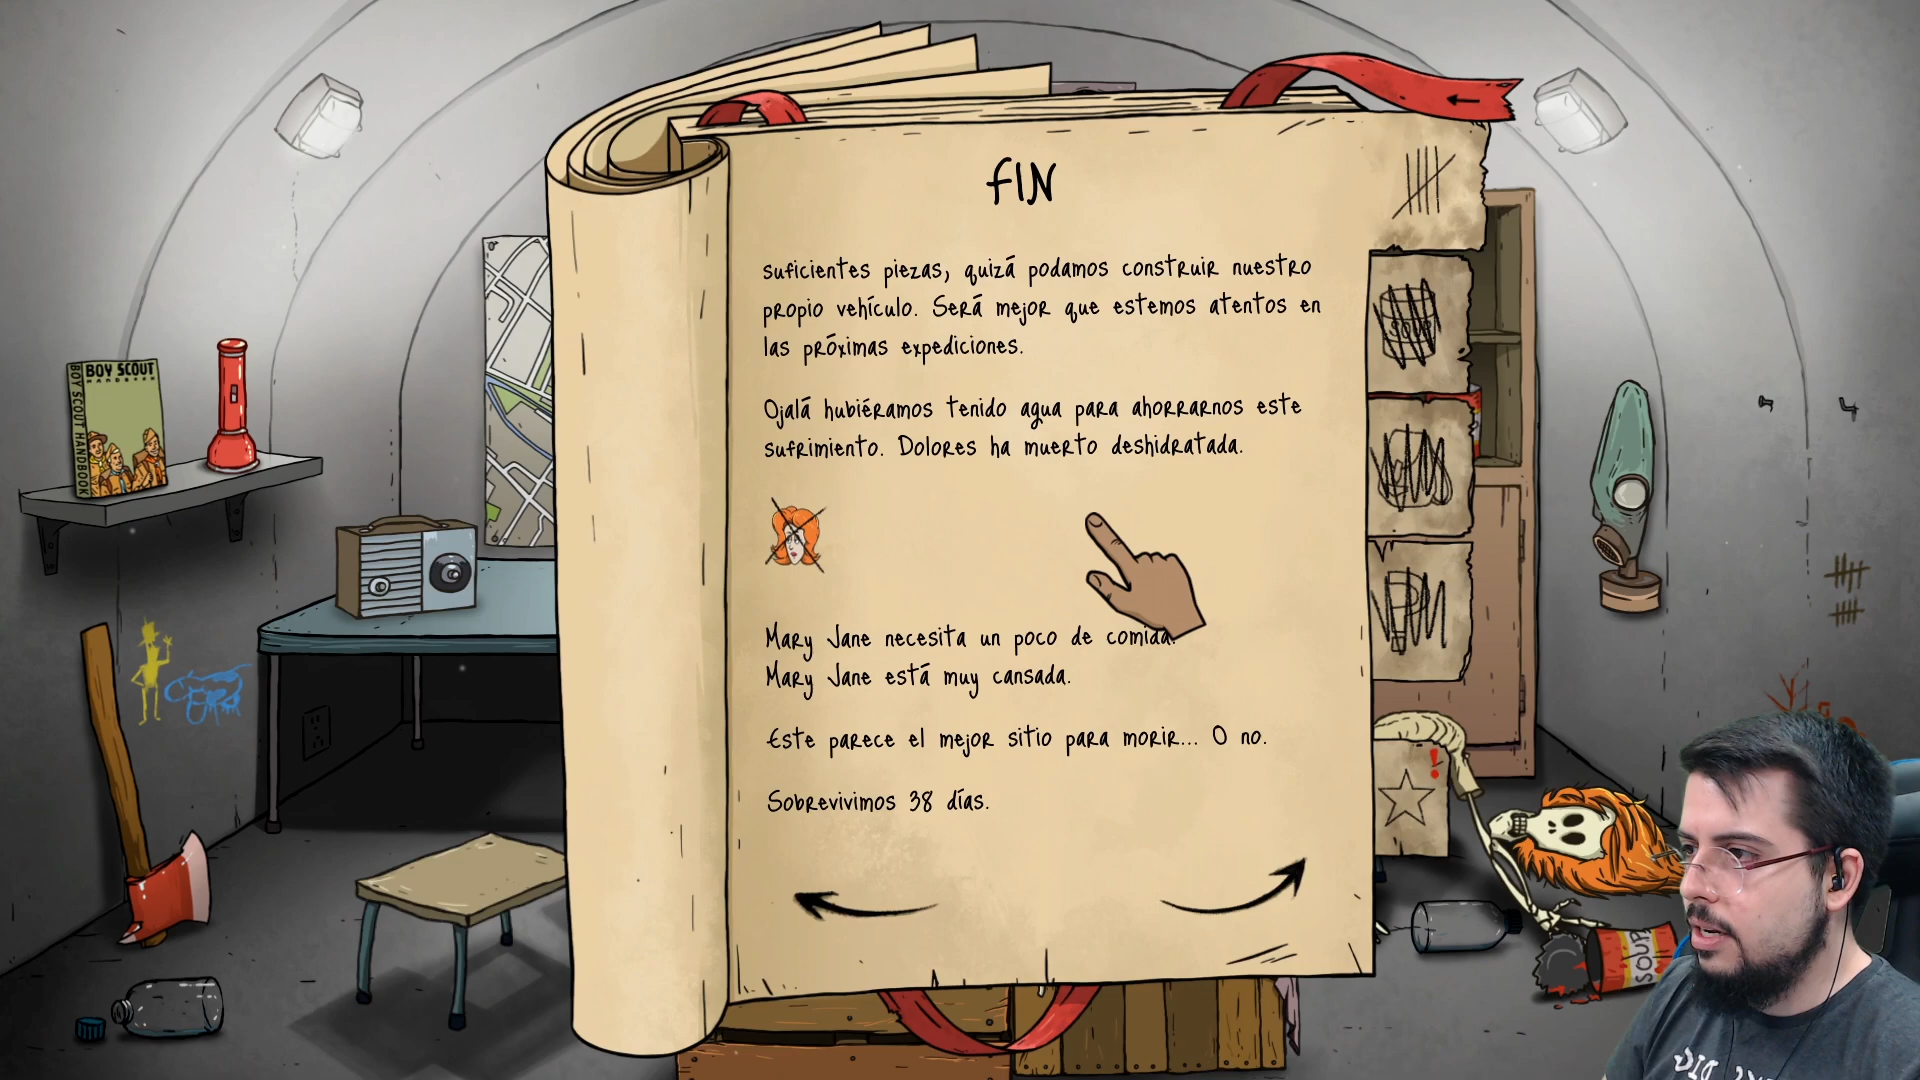 FIN
suficientes piezas, quizá podamos construir nuestro
propio vehículo. Será mejor que estemos atentos en
las próximas expediciones.
Ojalá hubiéramos tenido agua para ahorrarnos este
sufrimiento. Dolores ha muerto deshidratada.
Mary Jane necesita un poco de comida.
Mary Jane está muy cansada.
Este parece el mejor sitio para morir... O no.
Sobrevivimos 38 días.
BOY SCOUT
HANDBOOK
BOY SCOUT HANDBOOK
SOUP
!
SOUP